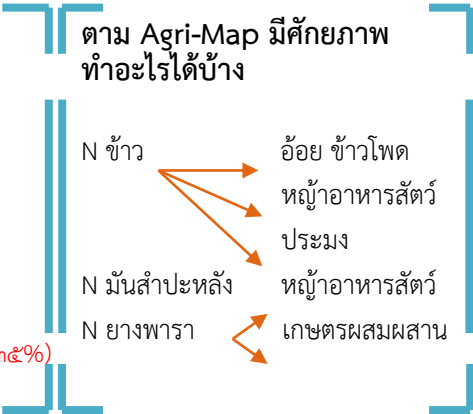 ตาม Agri-Map มีศักยภาพ
ทำอะไรได้บ้าง
N ข้าว อ้อย ข้าวโพด
หญ้าอาหารสัตว์
ประมง
N มันสำปะหลัง หญ้าอาหารสัตว์
N ยางพารา เกษตรผสมผสาน
๕%)